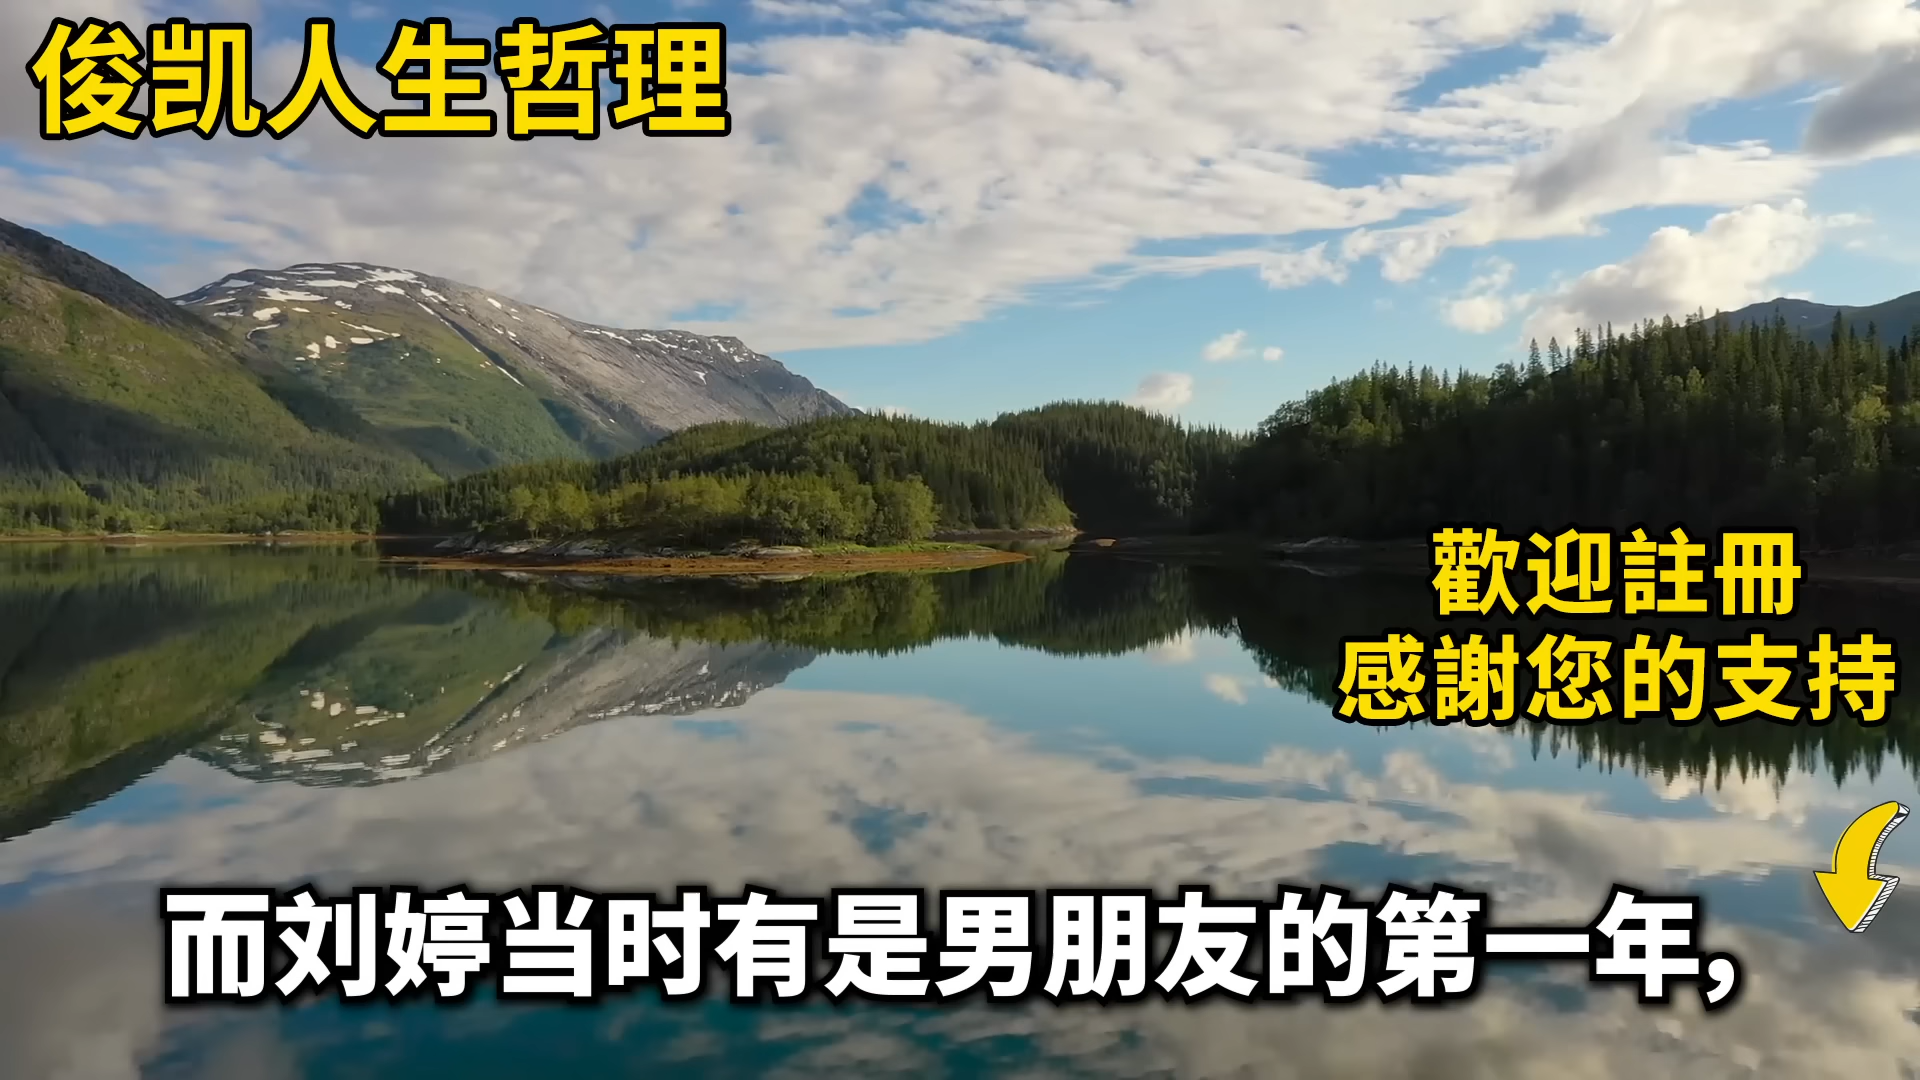 俊凯人生哲理
歡迎註冊
感謝您的支持
而刘婷当时有是男朋友的第一年,